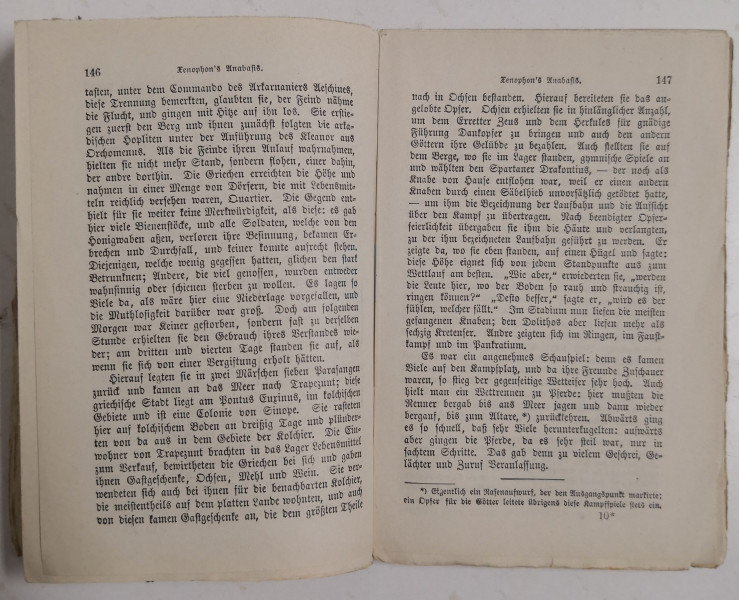 146
Xenophon's Anabasis.
tasten, unter dem Commando des Arkarnaniers Aeschines,
diese Trennung bemerkten, glaubten sie, der Feind nähme
die Flucht, und gingen mit Hitze auf ihn los. Sie erstie-
gen zuerst den Berg und ihnen zunächst folgten die arka-
dischen Hopliten unter der Anführung des Kleanor aus
Orchomenus. Als die Feinde ihren Anlauf wahrnahmen,
hielten sie nicht mehr Stand, sondern flohen, einer dahin,
der andre dorthin. Die Griechen erreichten die Höhe und
nahmen in einer Menge von Dörfern, die mit Lebensmit-
teln reichlich versehen waren, Quartier. Die Gegend ent-
hielt für sie weiter keine Merkwürdigkeit, als diese: es gab
hier viele Bienenstöcke, und alle Soldaten, welche von den
Honigwaben aßen, verloren ihre Besinnung, bekamen Er-
brechen und Durchfall, und keiner konnte aufrecht stehen.
Diejenigen, welche wenig gegessen hatten, glichen den stark
Betrunknen; Andere, die viel genossen, wurden entweder
wahnsinnig oder schienen sterben zu wollen. Es lagen so
Viele da, als wäre hier eine Niederlage vorgefallen, und
die Muthlosigkeit darüber war groß. Doch am folgenden
Morgen war Keiner gestorben, sondern fast zu derselben
Stunde erhielten sie den Gebrauch ihres Verstandes wie-
der; am dritten und vierten Tage standen sie auf, als
wenn sie sich von einer Vergiftung erholt hätten.
Hierauf legten sie in zwei Märschen sieben Parasangen
zurück und kamen an das Meer nach Trapezunt; diese
griechische Stadt liegt am Pontus Euxinus, im kolchischen
Gebiete und ist eine Colonie von Sinope. Sie rasteten
hier auf kolchischem Boden an dreißig Tage und plünder-
ten von da aus in dem Gebiete der Kolchier. Die Ein-
wohner von Trapezunt brachten in das Lager Lebensmittel
zum Verkauf, bewirtheten die Griechen bei sich und gaben
ihnen Gastgeschenke, Ochsen, Mehl und Wein. Sie ver-
wendeten sich auch bei ihnen für die benachbarten Kolchier,
die meistentheils auf dem platten Lande wohnten, und auch
von diesen kamen Gastgeschenke an, die dem größten Theile
Xenophon's Anabasis.
147
nach in Ochsen bestanden. Hierauf bereiteten sie das an-
gelobte Opfer. Ochsen erhielten sie in hinlänglicher Anzahl,
um dem Erretter Zeus und dem Herkules für gnädige
Führung Dankopfer zu bringen und auch den andern
Göttern ihre Gelübde zu bezahlen. Auch stellten sie auf
dem Berge, wo sie im Lager standen, gymnische Spiele an
und wählten den Spartaner Drakontius, — der noch als
Knabe von Hause entflohen war, weil er einen andern
Knaben durch einen Säbelhieb unvorsätzlich getödtet hatte,
— um ihm die Bezeichnung der Laufbahn und die Aufsicht
über den Kampf zu übertragen. Nach beendigter Opfer-
feierlichkeit übergaben sie ihm die Häute und verlangten,
zu der ihm bezeichneten Laufbahn geführt zu werden. Er
zeigte da, wo sie eben standen, auf einen Hügel und sagte:
diese Höhe eignet sich von jedem Standpunkte aus zum
Wettlauf am besten. „Wie aber,“ erwiederten sie, „werden
die Leute hier, wo der Boden so rauh und strauchig ist,
ringen können?“ „Desto besser,“ sagte er, „wird es der
fühlen, welcher fällt.“ Im Stadium nun liefen die meisten
gefangenen Knaben; den Dolichos aber liefen mehr als
sechzig Kretenser. Andre zeigten sich im Ringen, im Faust-
kampf und im Pankratium.
Es war ein angenehmes Schauspiel: denn es kamen
Viele auf den Kampfplatz, und da ihre Freunde Zuschauer
waren, so stieg der gegenseitige Wetteifer sehr hoch. Auch
hielt man ein Wettrennen zu Pferde: hier mußten die
Renner bergab bis ans Meer jagen und dann wieder
bergauf, bis zum Altare, *) zurückkehren. Abwärts ging
es so schnell, daß sehr Viele herunterkugelten: aufwärts
aber gingen die Pferde, da es sehr steil war, nur in
sachtem Schritte. Das gab denn zu vielem Geschrei, Ge-
lächter und Zuruf Veranlassung.
*) Eigentlich ein Rasenaufwurf, der den Ausgangspunkt markirte;
ein Opfer für die Götter leitete übrigens diese Kampfspiele stets ein.
10*